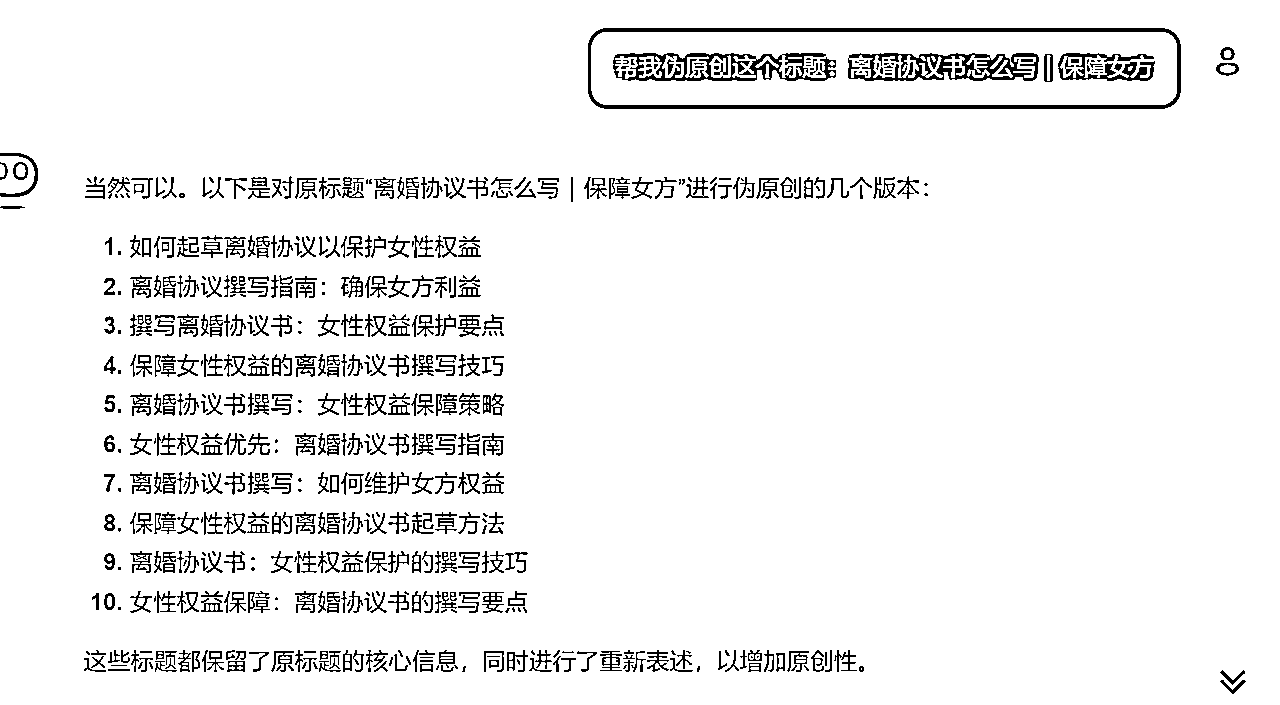 帮我伪原创这个标题：离婚协议书怎么写｜保障女方
当然可以。以下是对原标题“离婚协议书怎么写｜保障女方”进行伪原创的几个版本：
1. 如何起草离婚协议以保护女性权益
2. 离婚协议撰写指南：确保女方利益
3. 撰写离婚协议书：女性权益保护要点
4. 保障女性权益的离婚协议书撰写技巧
5. 离婚协议书撰写：女性权益保障策略
6. 女性权益优先：离婚协议书撰写指南
7. 离婚协议书撰写：如何维护女方权益
8. 保障女性权益的离婚协议书起草方法
9. 离婚协议书：女性权益保护的撰写技巧
10. 女性权益保障：离婚协议书的撰写要点
这些标题都保留了原标题的核心信息，同时进行了重新表述，以增加原创性。